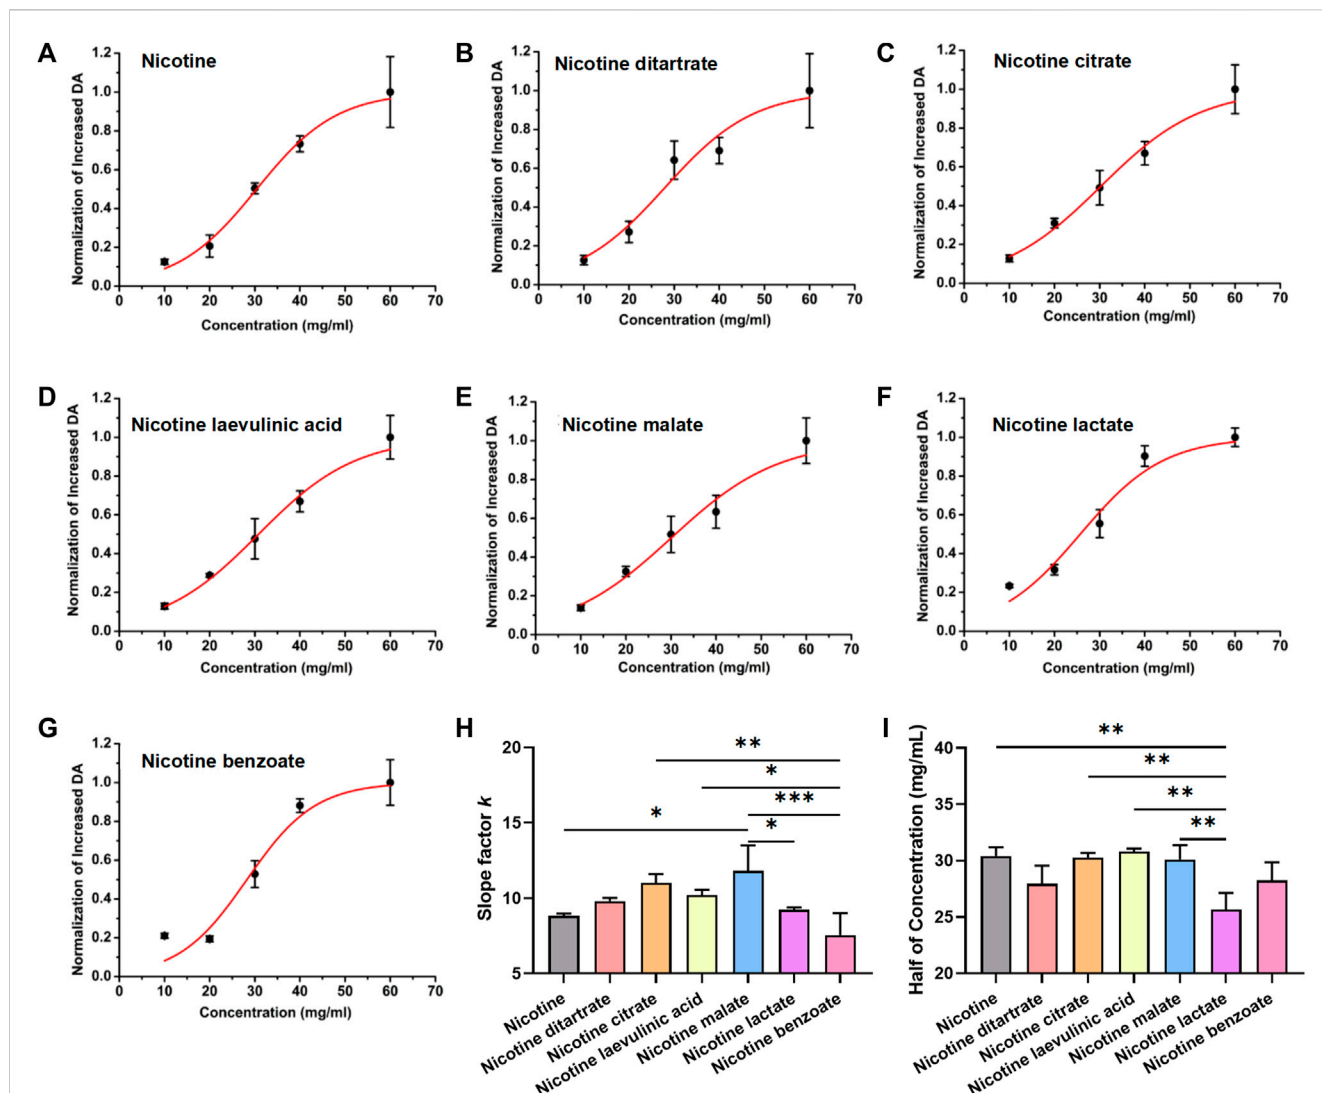 A
Nicotine
Normalization of Increased DA
1.2
1.0
0.8
0.6
0.4
0.2
0.0
0 10 20 30 40 50 60 70
Concentration (mg/ml)
B
Nicotine ditartrate
Normalization of Increased DA
1.2
1.0
0.8
0.6
0.4
0.2
0.0
0 10 20 30 40 50 60 70
Concentration (mg/ml)
C
Nicotine citrate
Normalization of Increased DA
1.2
1.0
0.8
0.6
0.4
0.2
0.0
0 10 20 30 40 50 60 70
Concentration (mg/ml)
D
Nicotine laevulinic acid
Normalization of Increased DA
1.2
1.0
0.8
0.6
0.4
0.2
0.0
0 10 20 30 40 50 60 70
Concentration (mg/ml)
E
Nicotine malate
Normalization of Increased DA
1.2
1.0
0.8
0.6
0.4
0.2
0.0
0 10 20 30 40 50 60 70
Concentration (mg/ml)
F
Nicotine lactate
Normalization of Increased DA
1.2
1.0
0.8
0.6
0.4
0.2
0.0
0 10 20 30 40 50 60 70
Concentration (mg/ml)
G
Nicotine benzoate
Normalization of Increased DA
1.2
1.0
0.8
0.6
0.4
0.2
0.0
0 10 20 30 40 50 60 70
Concentration (mg/ml)
H
Slope factor k
20
15
10
5
**
*
***
*
*
Nicotine
Nicotine ditartrate
Nicotine citrate
Nicotine laevulinic acid
Nicotine malate
Nicotine lactate
Nicotine benzoate
I
Half of Concentration (mg/mL)
40
35
30
25
20
**
**
**
**
Nicotine
Nicotine ditartrate
Nicotine citrate
Nicotine laevulinic acid
Nicotine malate
Nicotine lactate
Nicotine benzoate